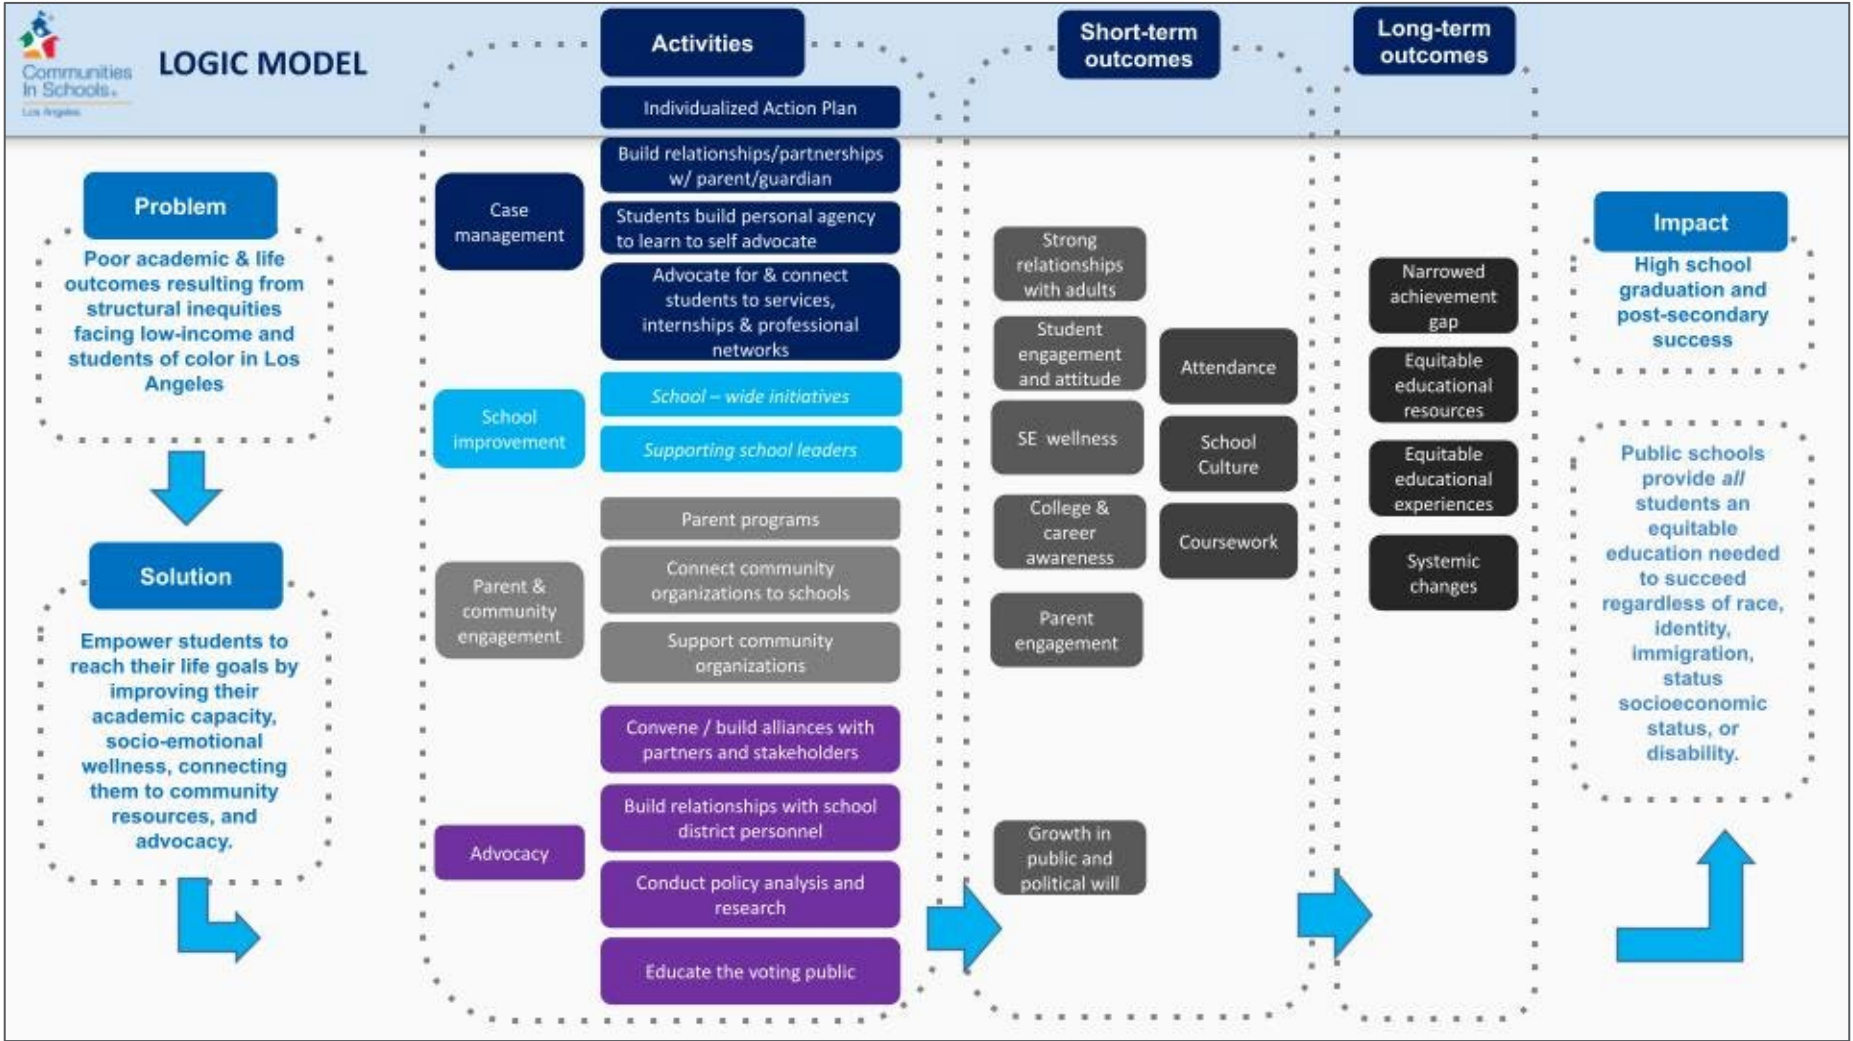 Communities
In Schools.
Los Angeles
LOGIC MODEL
Problem
Poor academic & life
outcomes resulting from
structural inequities
facing low-income and
students of color in Los
Angeles
Solution
Empower students to
reach their life goals by
improving their
academic capacity,
socio-emotional
wellness, connecting
them to community
resources, and
advocacy.
Activities
Case
management
Individualized Action Plan
Build relationships/partnerships
w/ parent/guardian
Students build personal agency
to learn to self advocate
Advocate for & connect
students to services,
internships & professional
networks
School
improvement
School – wide initiatives
Supporting school leaders
Parent &
community
engagement
Parent programs
Connect community
organizations to schools
Support community
organizations
Advocacy
Convene / build alliances with
partners and stakeholders
Build relationships with school
district personnel
Conduct policy analysis and
research
Educate the voting public
Short-term
outcomes
Strong
relationships
with adults
Student
engagement
and attitude
SE wellness
College &
career
awareness
Parent
engagement
Growth in
public and
political will
Attendance
School
Culture
Coursework
Long-term
outcomes
Narrowed
achievement
gap
Equitable
educational
resources
Equitable
educational
experiences
Systemic
changes
Impact
High school
graduation and
post-secondary
success
Public schools
provide all
students an
equitable
education needed
to succeed
regardless of race,
identity,
immigration,
status
socioeconomic
status, or
disability.